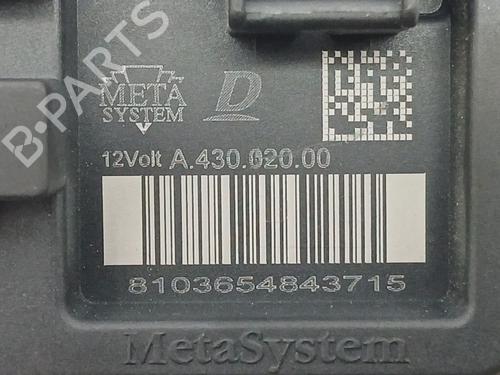 B-PARTS
META
SYSTEM
D
12Volt A.430.020.00
8103654843715
MetaSystem